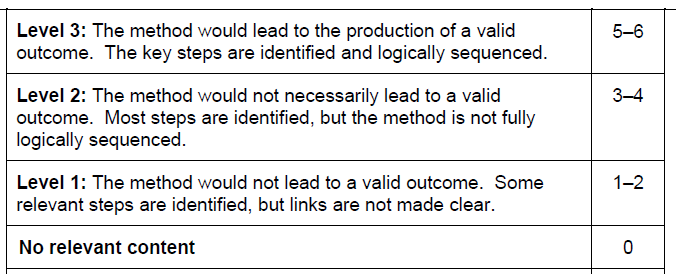 Level 3: The method would lead to the production of a valid
outcome. The key steps are identified and logically sequenced.
5–6
Level 2: The method would not necessarily lead to a valid
outcome. Most steps are identified, but the method is not fully
logically sequenced.
3–4
Level 1: The method would not lead to a valid outcome. Some
relevant steps are identified, but links are not made clear.
1–2
No relevant content
0